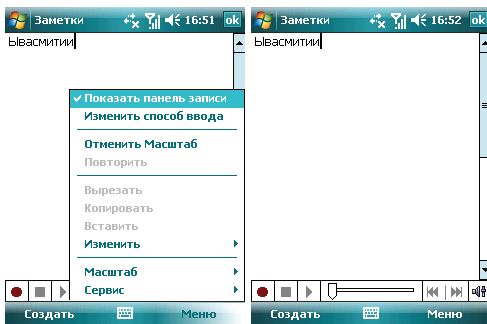 Заметки 16:51 ok
Ывасмитии
Показать панель записи
Изменить способ ввода
Отменить Масштаб
Повторить
Вырезать
Копировать
Вставить
Изменить
Масштаб
Сервис
Создать Меню
Заметки 16:52 ok
Ывасмитии
Создать Меню